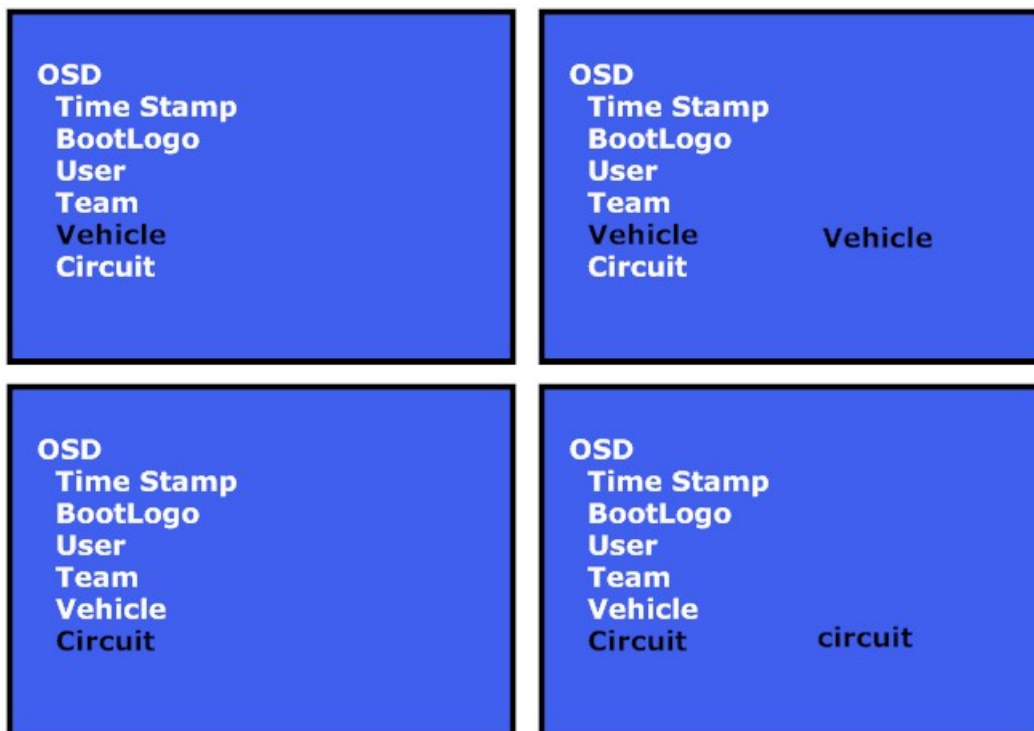 OSD
Time Stamp
BootLogo
User
Team
Vehicle
Circuit
OSD
Time Stamp
BootLogo
User
Team
Vehicle Vehicle
Circuit
OSD
Time Stamp
BootLogo
User
Team
Vehicle
Circuit
OSD
Time Stamp
BootLogo
User
Team
Vehicle
Circuit circuit